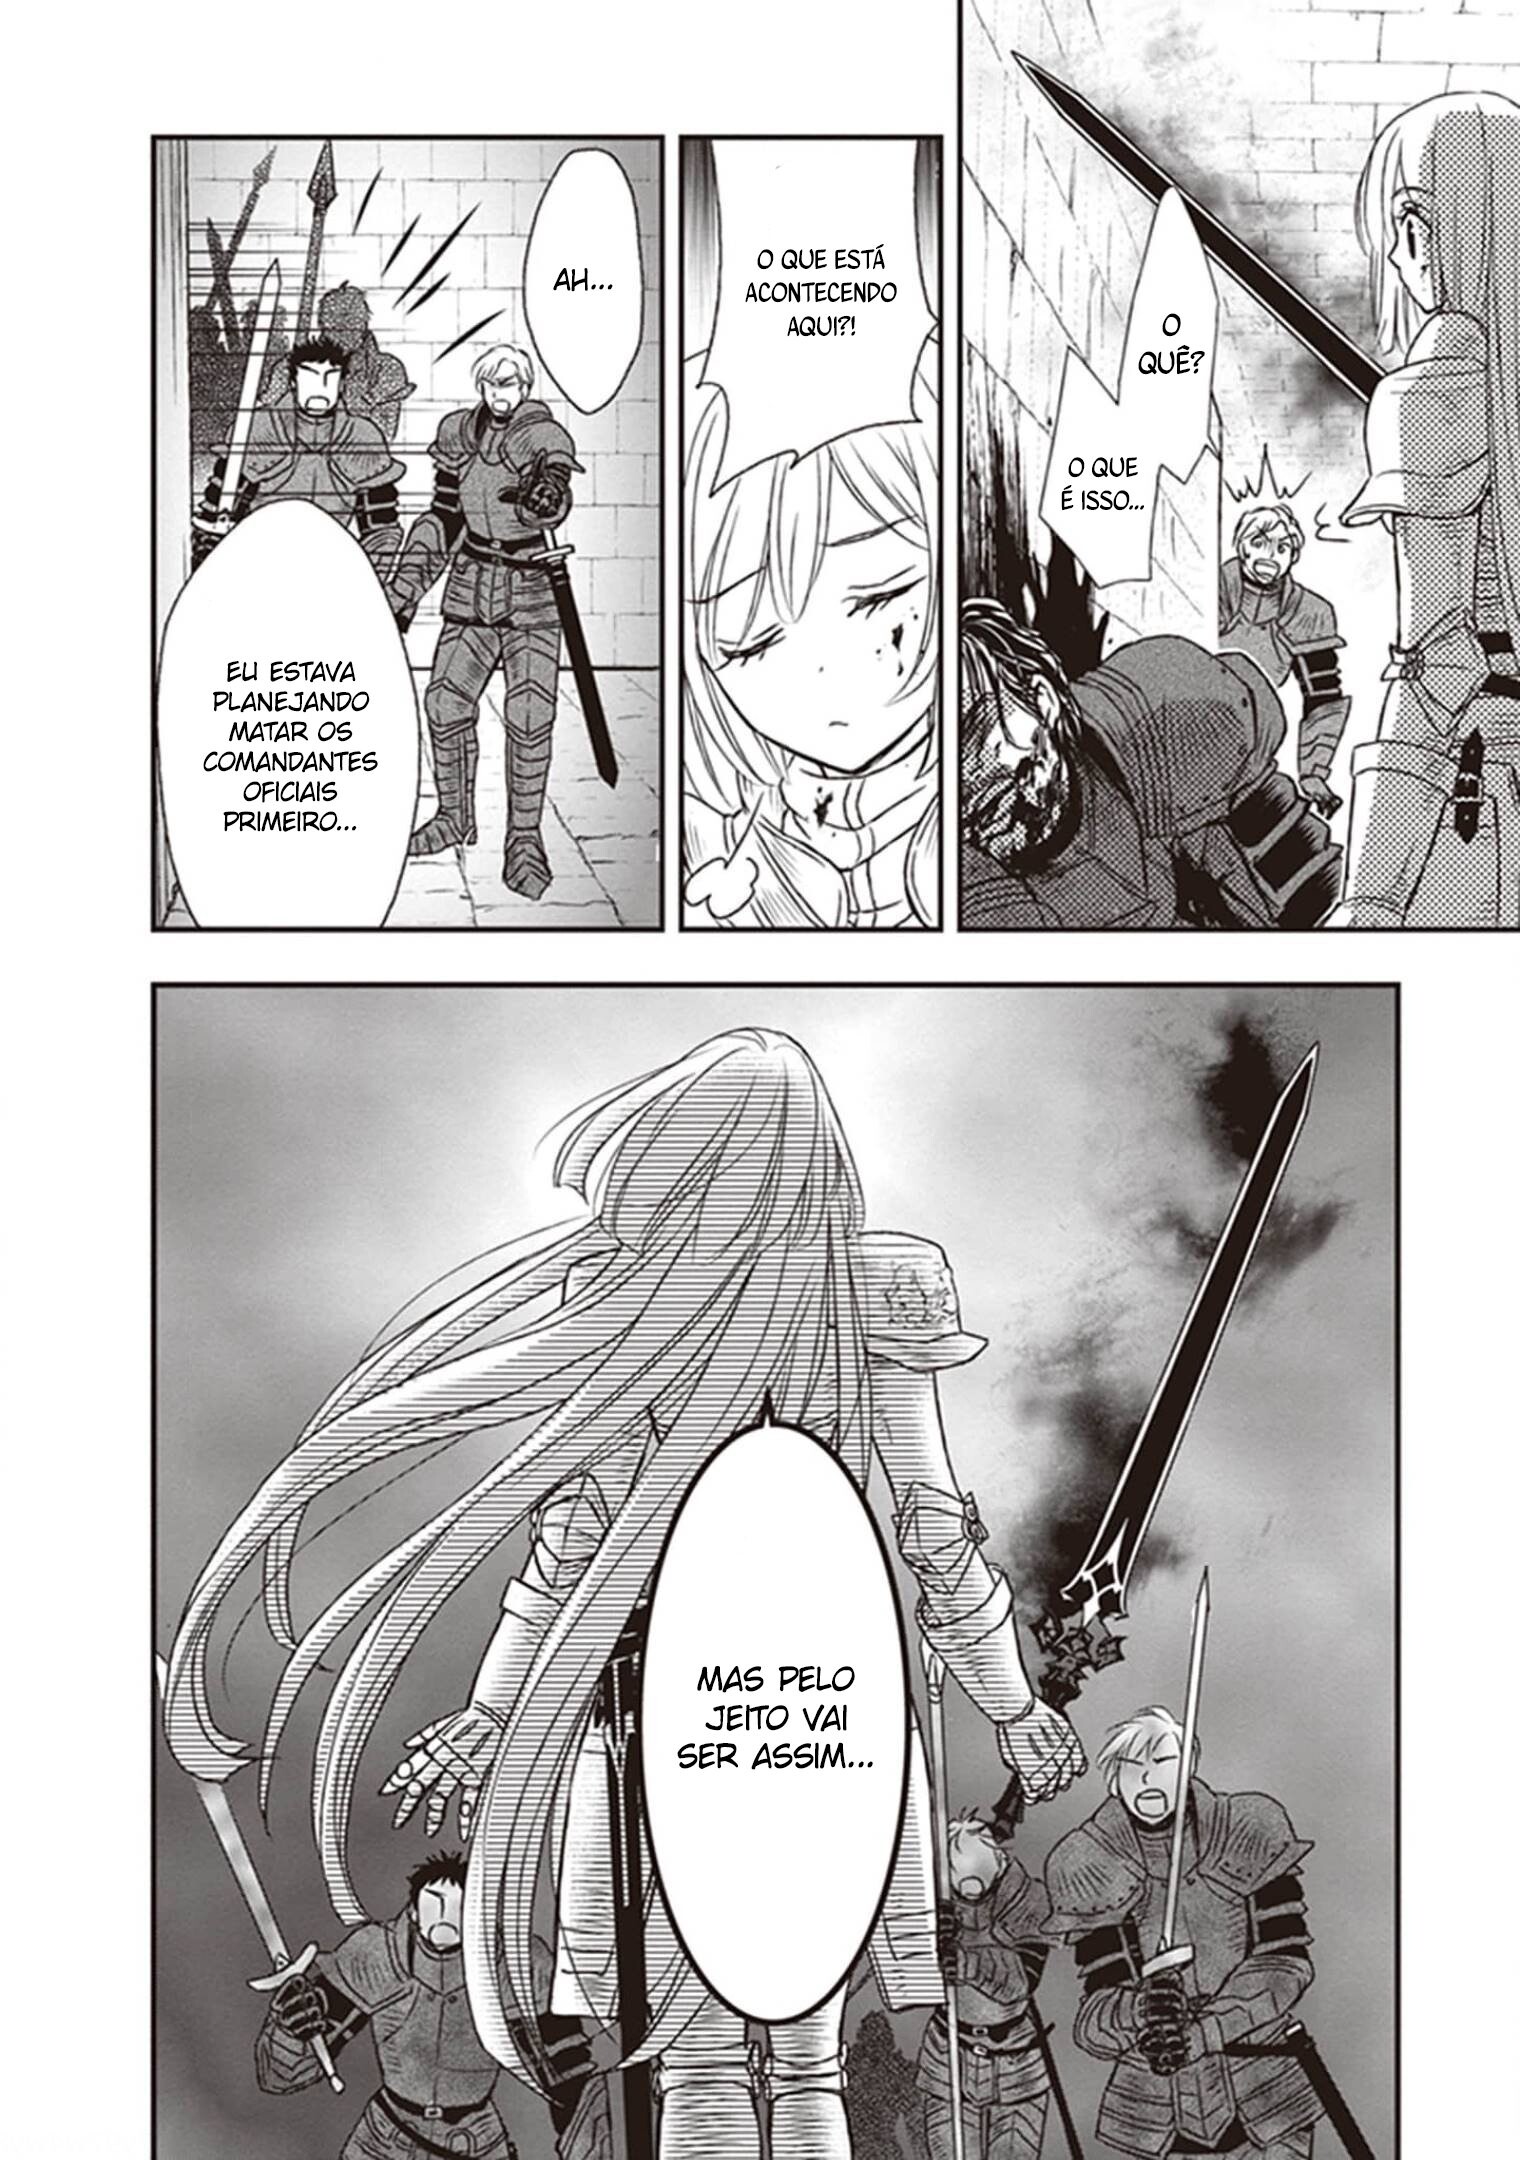 O
QUÊ?
O QUE
É ISSO...
O QUE ESTÁ
ACONTECENDO
AQUI?!
AH...
EU ESTAVA
PLANEJANDO
MATAR OS
COMANDANTES
OFICIAIS
PRIMEIRO...
MAS PELO
JEITO VAI
SER ASSIM...